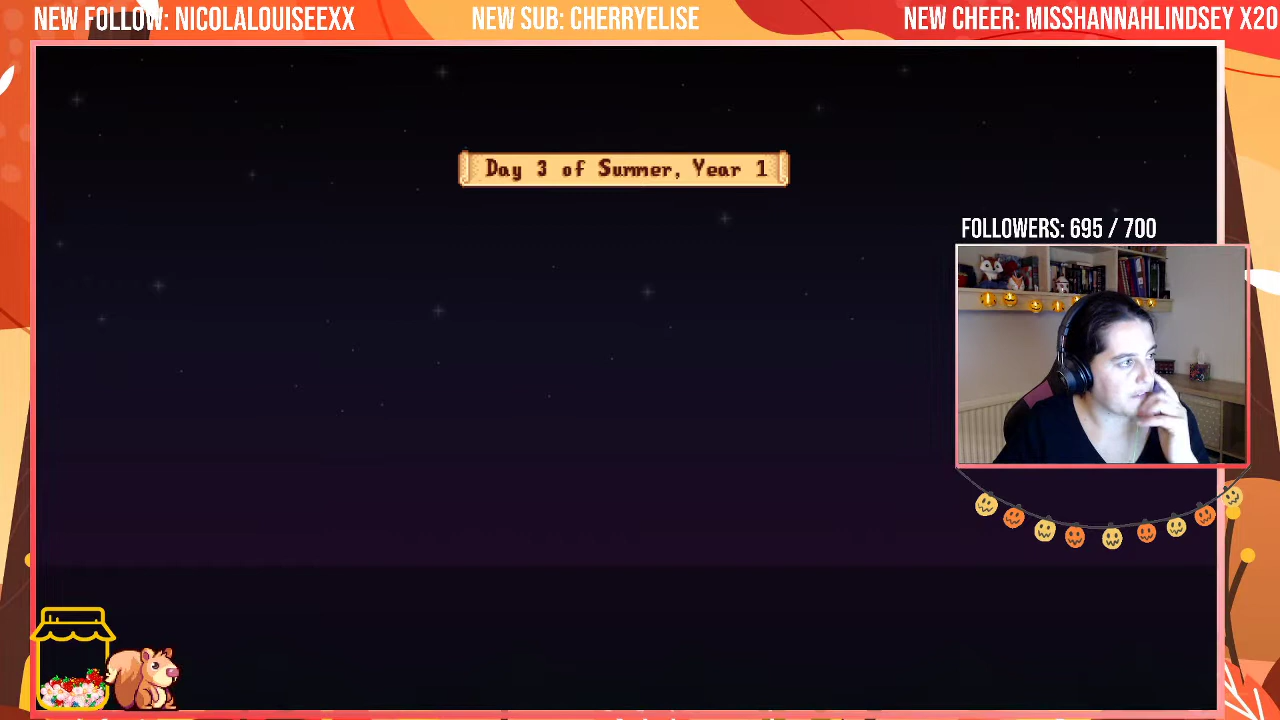 NEW FOLLOW: NICOLALOUISEEXX
NEW SUB: CHERRYELISE
NEW CHEER: MISSHANNAHLINDSEY X20
Day 3 of Summer, Year 1
FOLLOWERS: 695 / 700